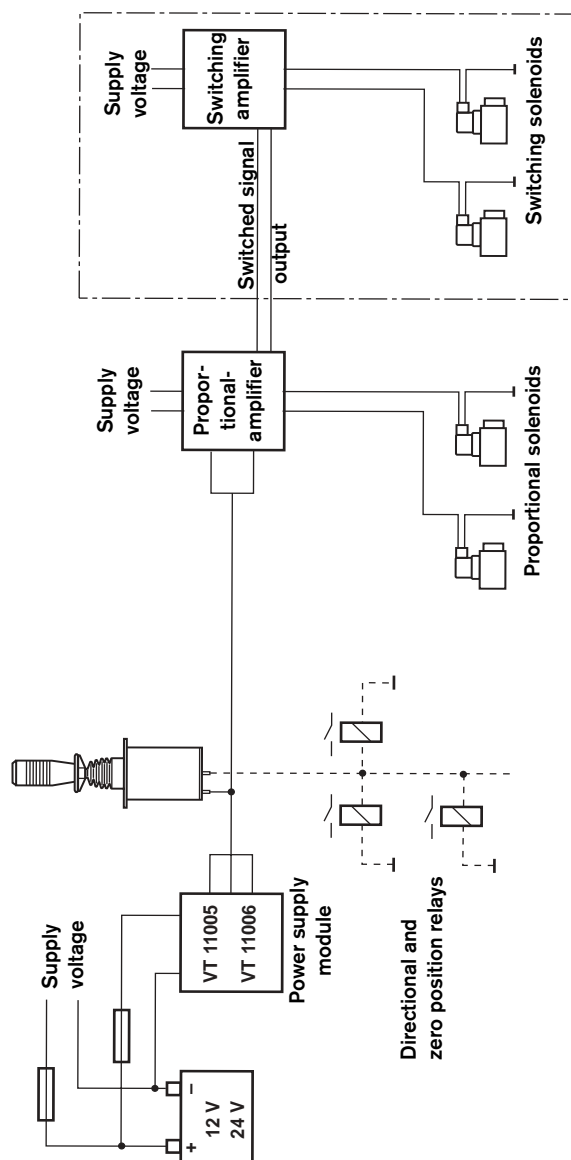 Supply
voltage
+
−
12 V
24 V
VT 11005
VT 11006
Power supply
module
Directional and
zero position relays
Supply
voltage
Propor-
tional-
amplifier
Proportional solenoids
Switched signal
output
Supply
voltage
Switching
amplifier
Switching solenoids